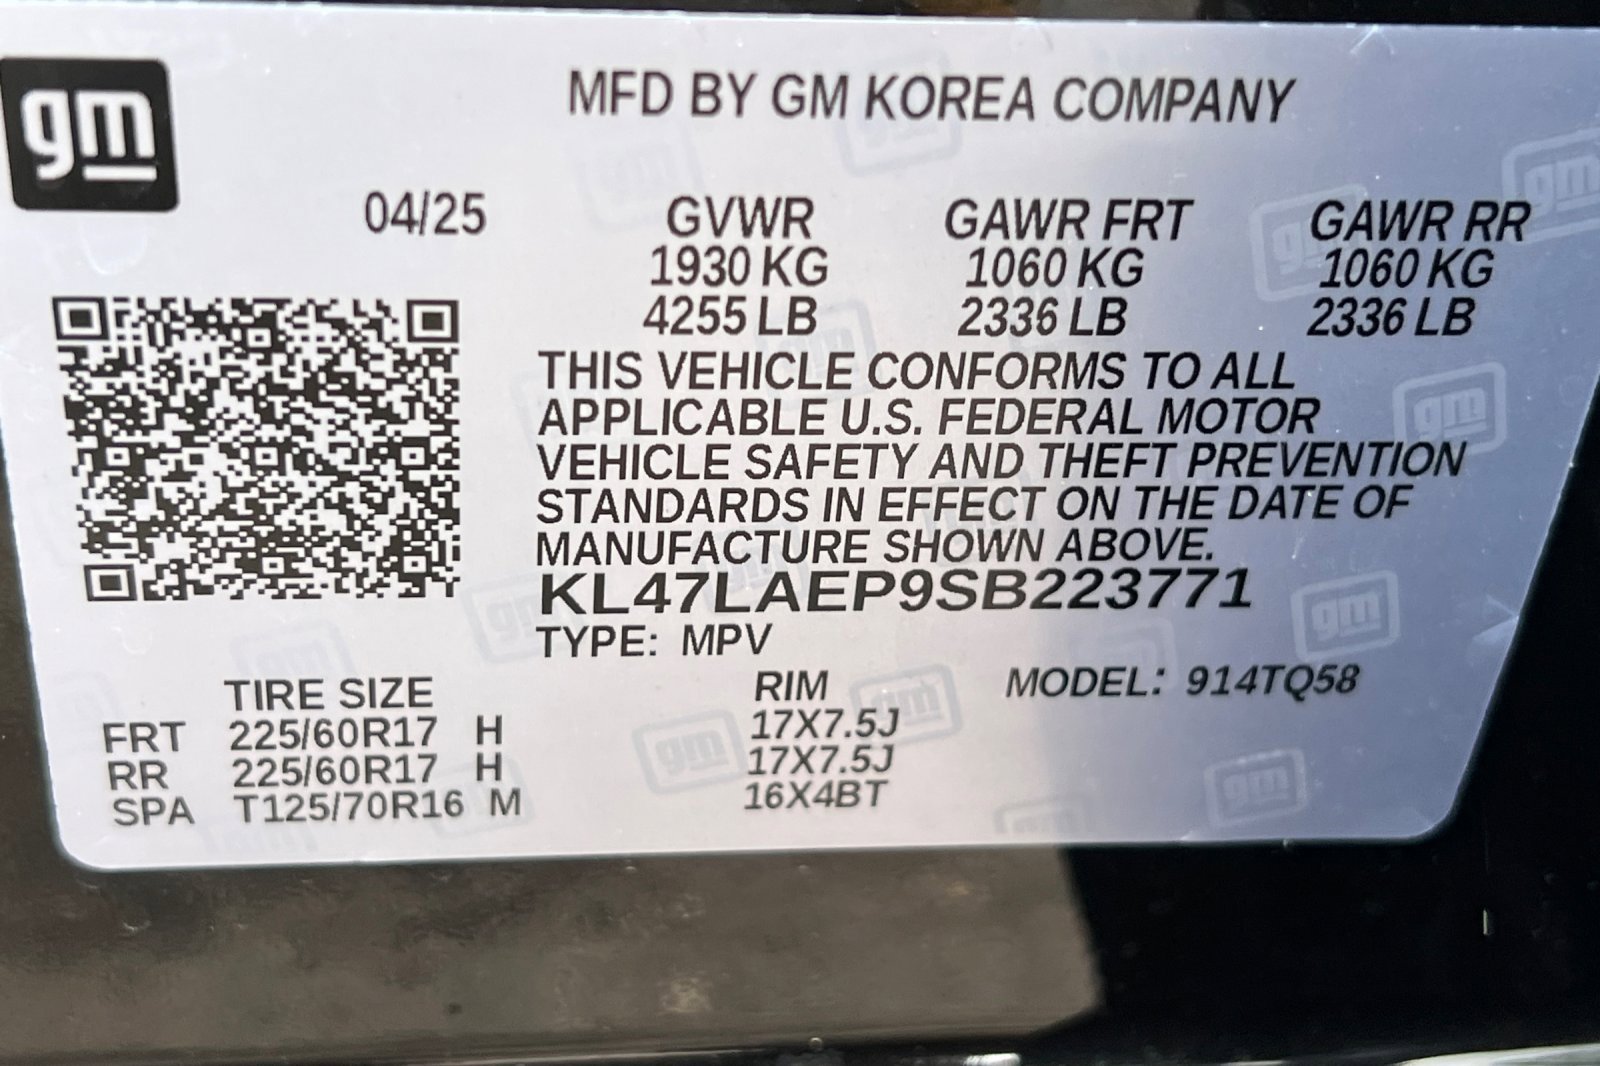 gm
MFD BY GM KOREA COMPANY
04/25
GVWR GAWR FRT GAWR RR
1930 KG 1060 KG 1060 KG
4255 LB 2336 LB 2336 LB
THIS VEHICLE CONFORMS TO ALL
APPLICABLE U.S. FEDERAL MOTOR
VEHICLE SAFETY AND THEFT PREVENTION
STANDARDS IN EFFECT ON THE DATE OF
MANUFACTURE SHOWN ABOVE.
KL47LAEP9SB223771
TYPE: MPV
TIRE SIZE RIM MODEL: 914TQ58
FRT 225/60R17 H 17X7.5J
RR 225/60R17 H 17X7.5J
SPA T125/70R16 M 16X4BT